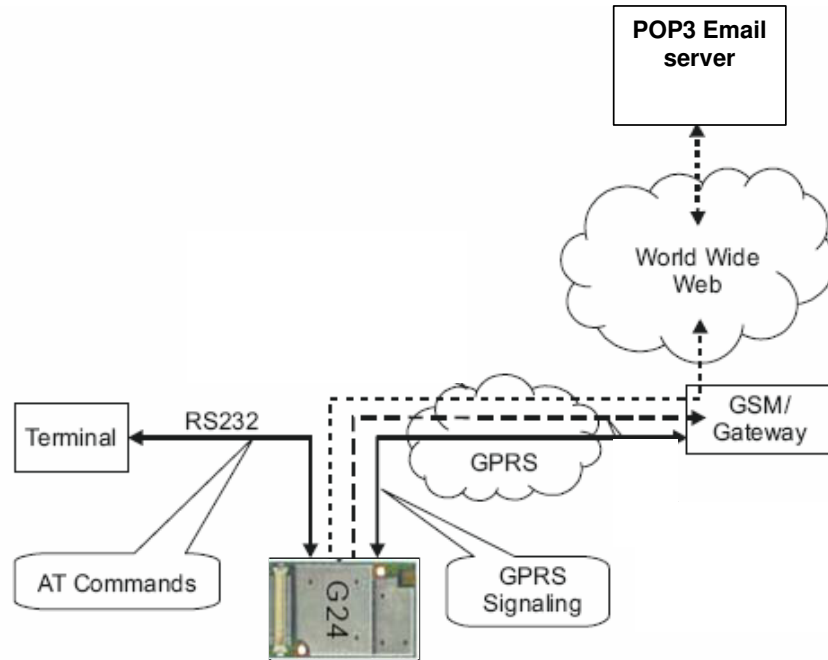 POP3 Email
server
World Wide
Web
RS232
Terminal
GSM/
Gateway
GPRS
AT Commands
G24
GPRS
Signaling